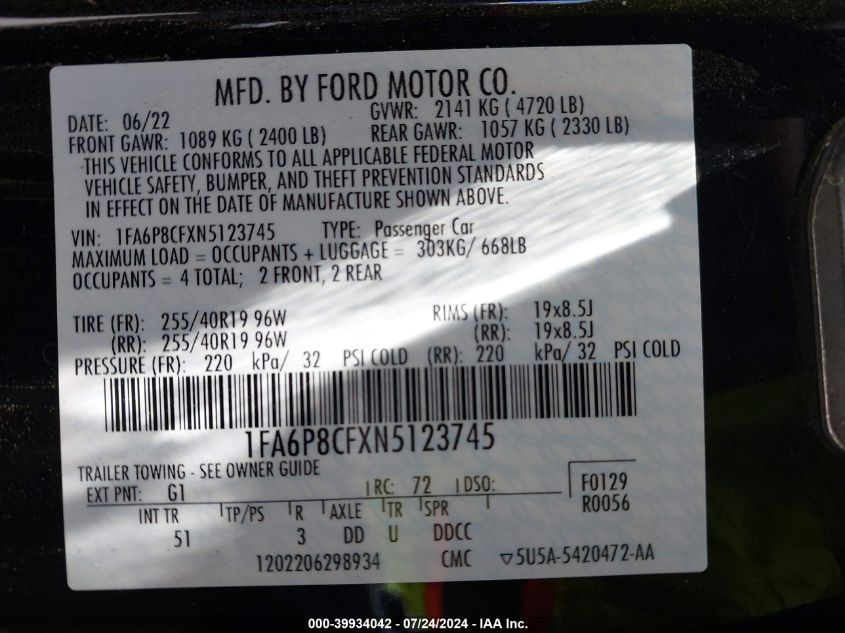 MFD. BY FORD MOTOR CO.
DATE: 06/22 GVWR: 2141 KG ( 4720 LB)
FRONT GAWR: 1089 KG ( 2400 LB) REAR GAWR: 1057 KG ( 2330 LB)
THIS VEHICLE CONFORMS TO ALL APPLICABLE FEDERAL MOTOR
VEHICLE SAFETY, BUMPER, AND THEFT PREVENTION STANDARDS
IN EFFECT ON THE DATE OF MANUFACTURE SHOWN ABOVE.
VIN: 1FA6P8CFXN5123745 TYPE: Passenger Car
MAXIMUM LOAD = OCCUPANTS + LUGGAGE = 303KG/ 668LB
OCCUPANTS = 4 TOTAL; 2 FRONT, 2 REAR
TIRE (FR): 255/40R19 96W RIMS (FR): 19x8.5J
(RR): 255/40R19 96W (RR): 19x8.5J
PRESSURE (FR): 220 kPa/ 32 PSI COLD (RR): 220 kPa/ 32 PSI COLD
1FA6P8CFXN5123745
TRAILER TOWING - SEE OWNER GUIDE
EXT PNT: G1 RC: 72 DSO: F0129
R0056
INT TR TP/PS R AXLE TR SPR
51 3 DD U DDCC
1202206298934 CMC ▽5U5A-5420472-AA
000-39934042 - 07/24/2024 - IAA Inc.